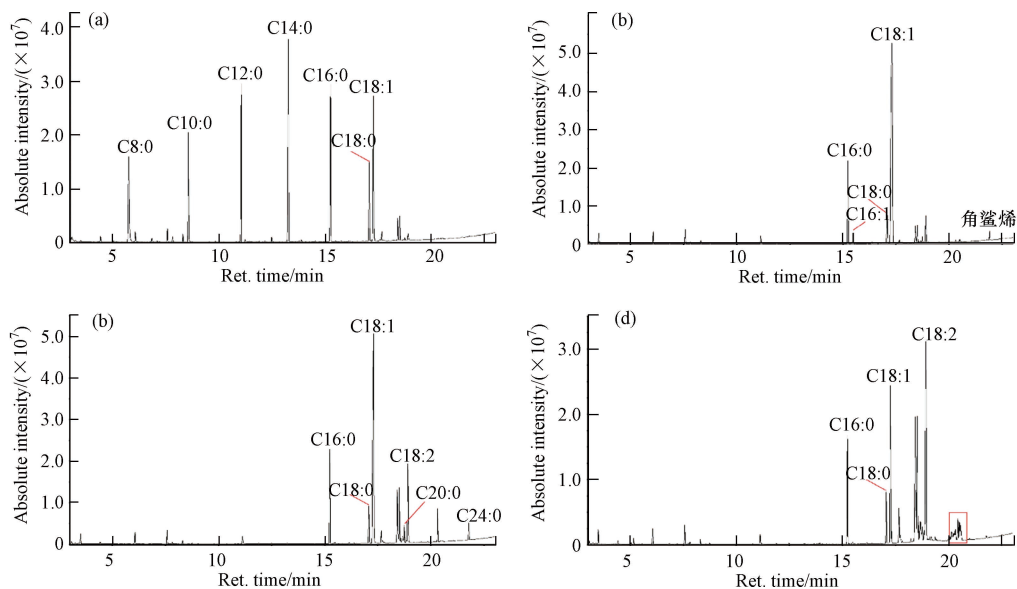 (a)
Absolute intensity/(×10⁷)
4.0
3.0
2.0
1.0
0
C8:0
C10:0
C12:0
C14:0
C16:0
C18:1
C18:0
5
10
15
20
Ret. time/min
(b)
Absolute intensity/(×10⁷)
5.0
4.0
3.0
2.0
1.0
0
C18:1
C16:0
C18:0
C16:1
角鲨烯
5
10
15
20
Ret. time/min
(b)
Absolute intensity/(×10⁷)
5.0
4.0
3.0
2.0
1.0
0
C18:1
C16:0
C18:2
C18:0
C20:0
C24:0
5
10
15
20
Ret. time/min
(d)
Absolute intensity/(×10⁷)
3.0
2.0
1.0
0
C18:2
C18:1
C16:0
C18:0
5
10
15
20
Ret. time/min